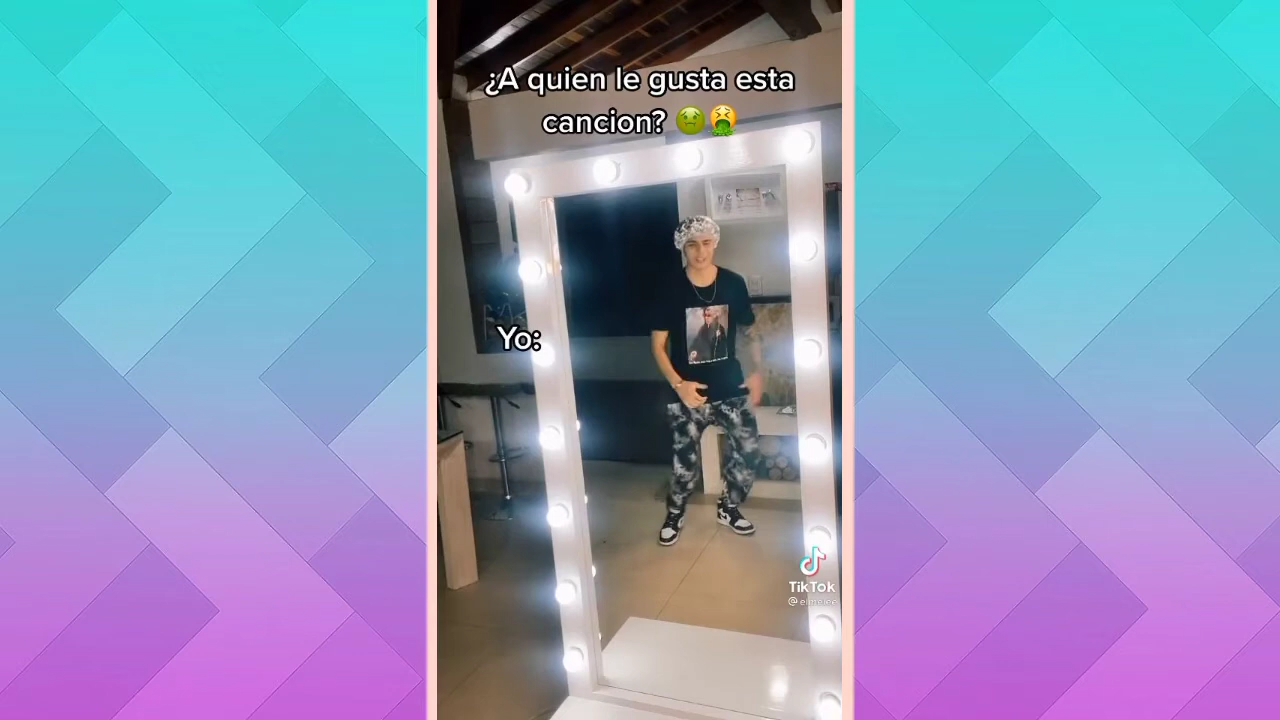 ¿A quien le gusta esta
cancion? 🤢🤮
Yo:
TikTok